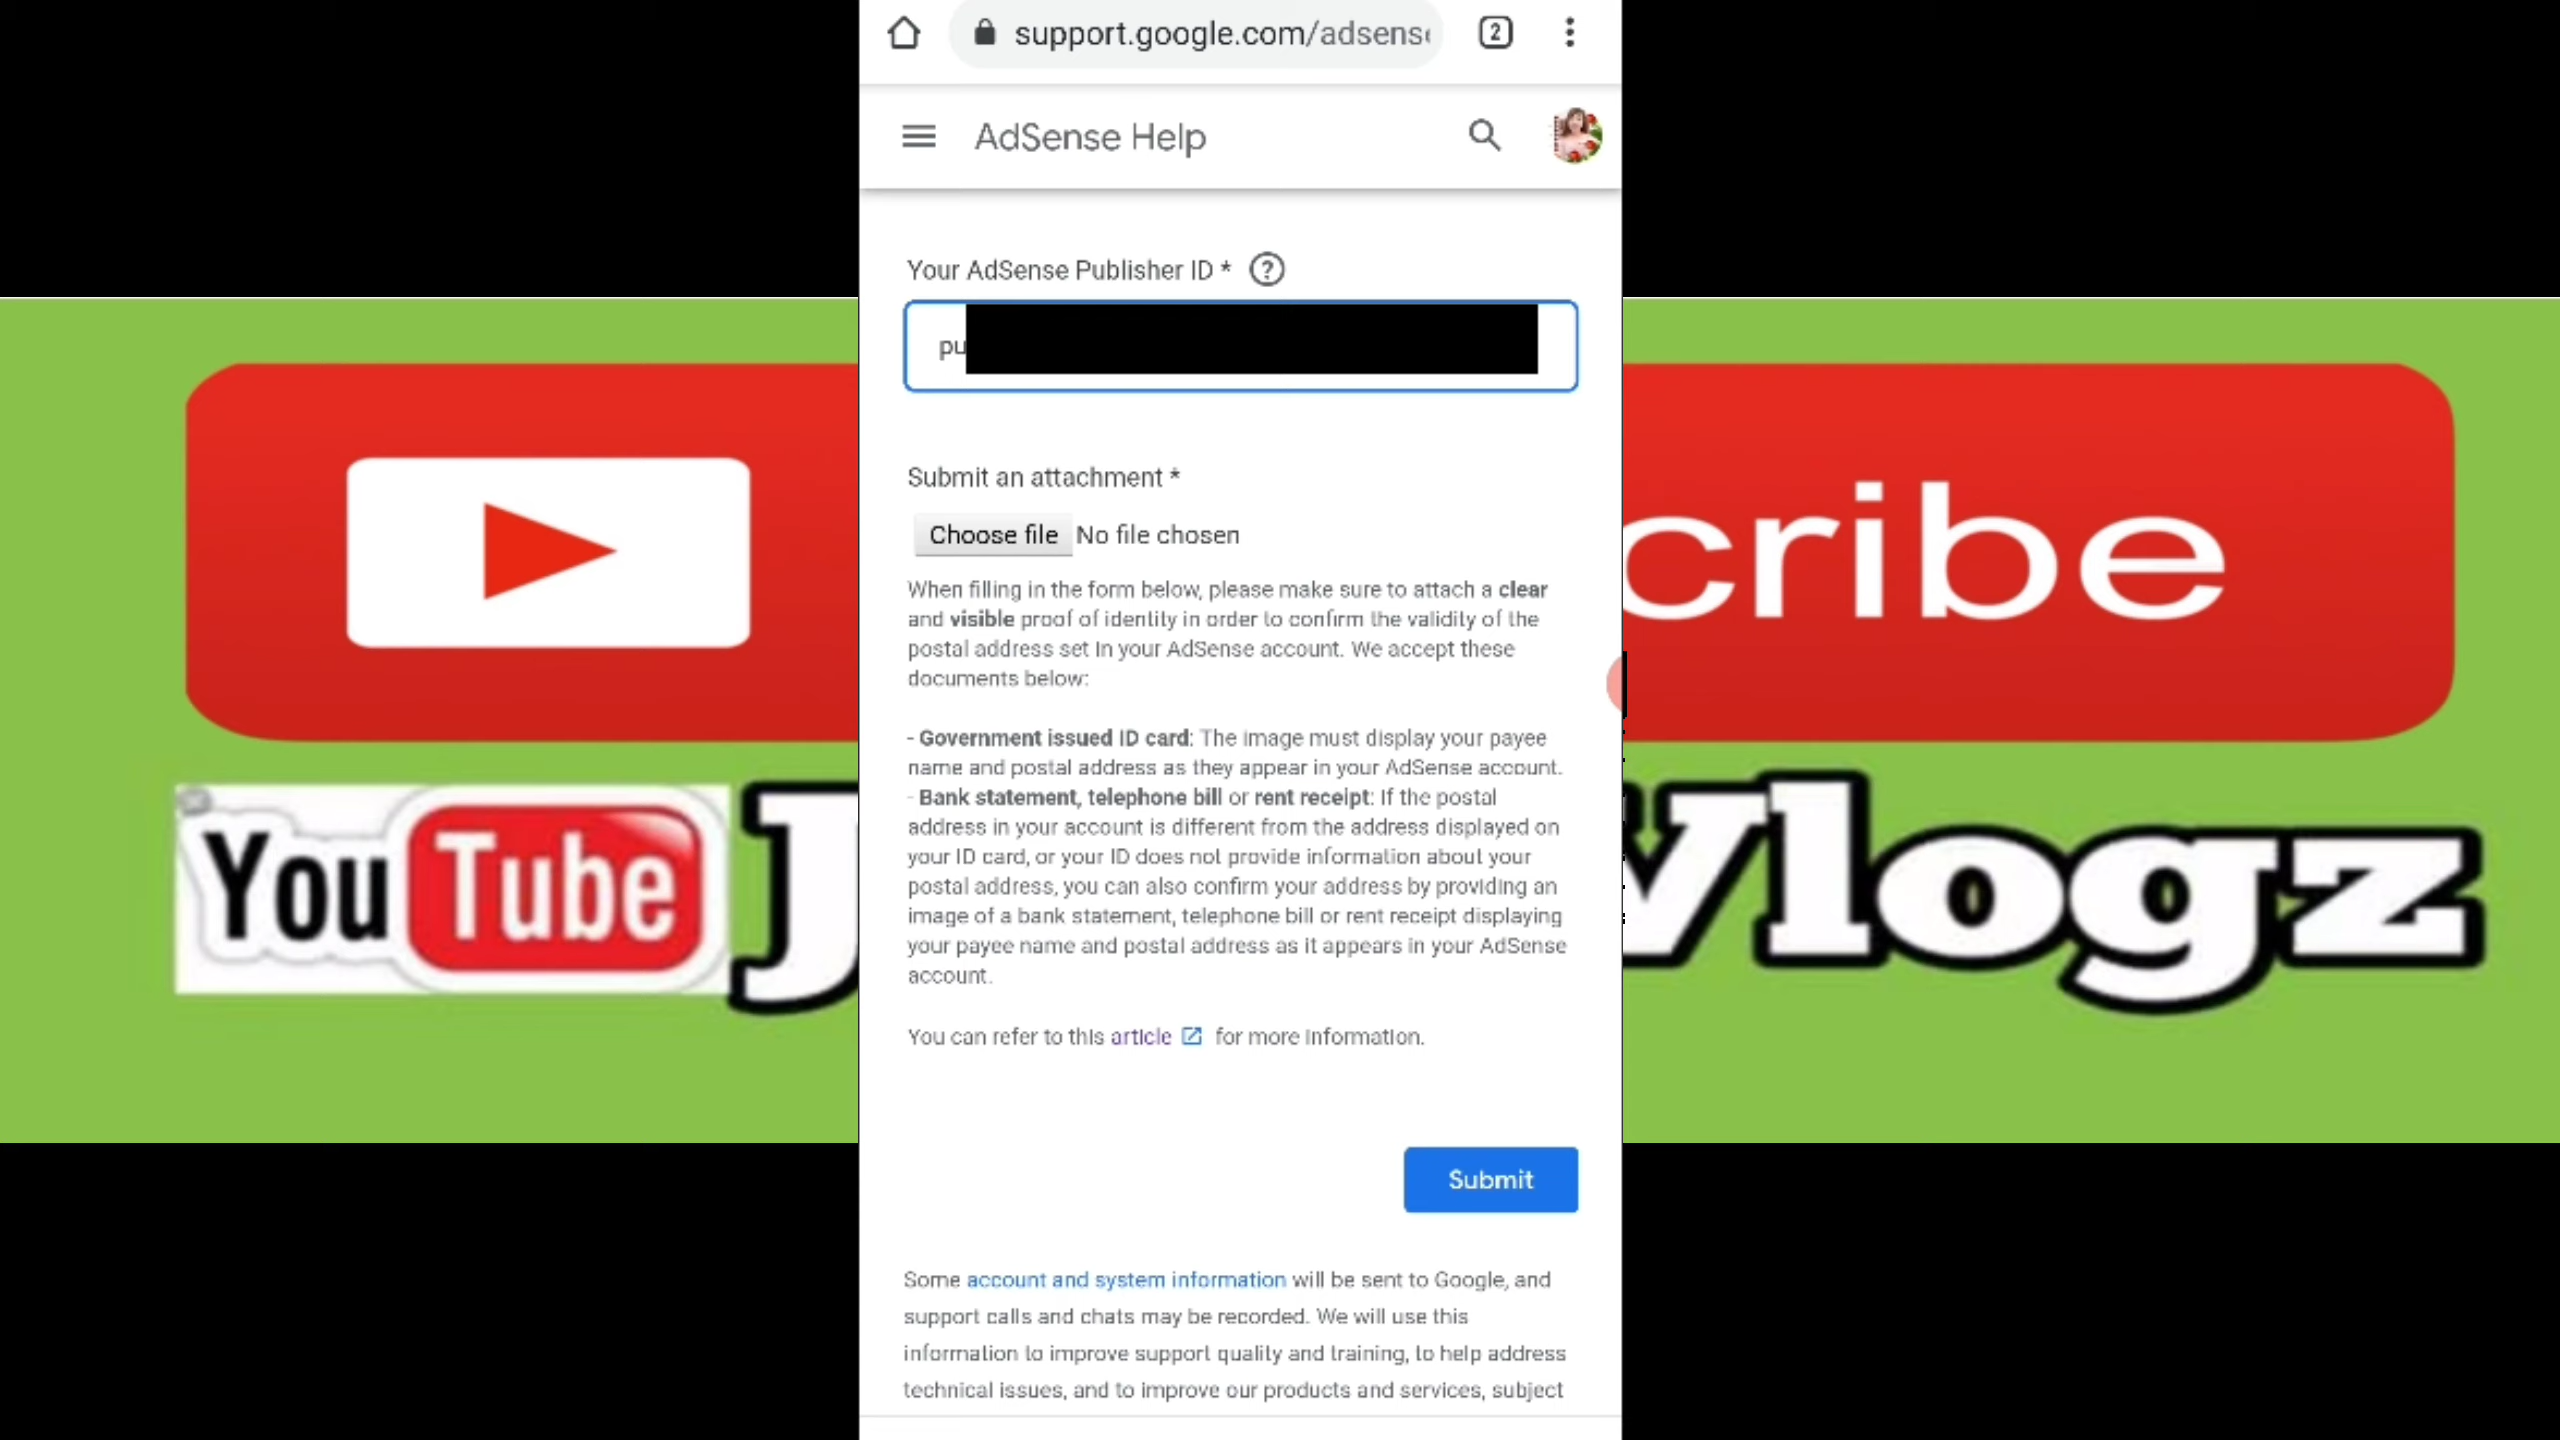 support.google.com/adsens
2
AdSense Help
Your AdSense Publisher ID * ?
pu
Submit an attachment *
Choose file No file chosen
When filling in the form below, please make sure to attach a clear
and visible proof of identity in order to confirm the validity of the
postal address set in your AdSense account. We accept these
documents below:
- Government issued ID card: The image must display your payee
name and postal address as they appear in your AdSense account.
- Bank statement, telephone bill or rent receipt: If the postal
address in your account is different from the address displayed on
your ID card, or your ID does not provide information about your
postal address, you can also confirm your address by providing an
image of a bank statement, telephone bill or rent receipt displaying
your payee name and postal address as it appears in your AdSense
account.
You can refer to this article for more information.
Submit
Some account and system information will be sent to Google, and
support calls and chats may be recorded. We will use this
information to improve support quality and training, to help address
technical issues, and to improve our products and services, subject
cribe
YouTube J
Vlogz